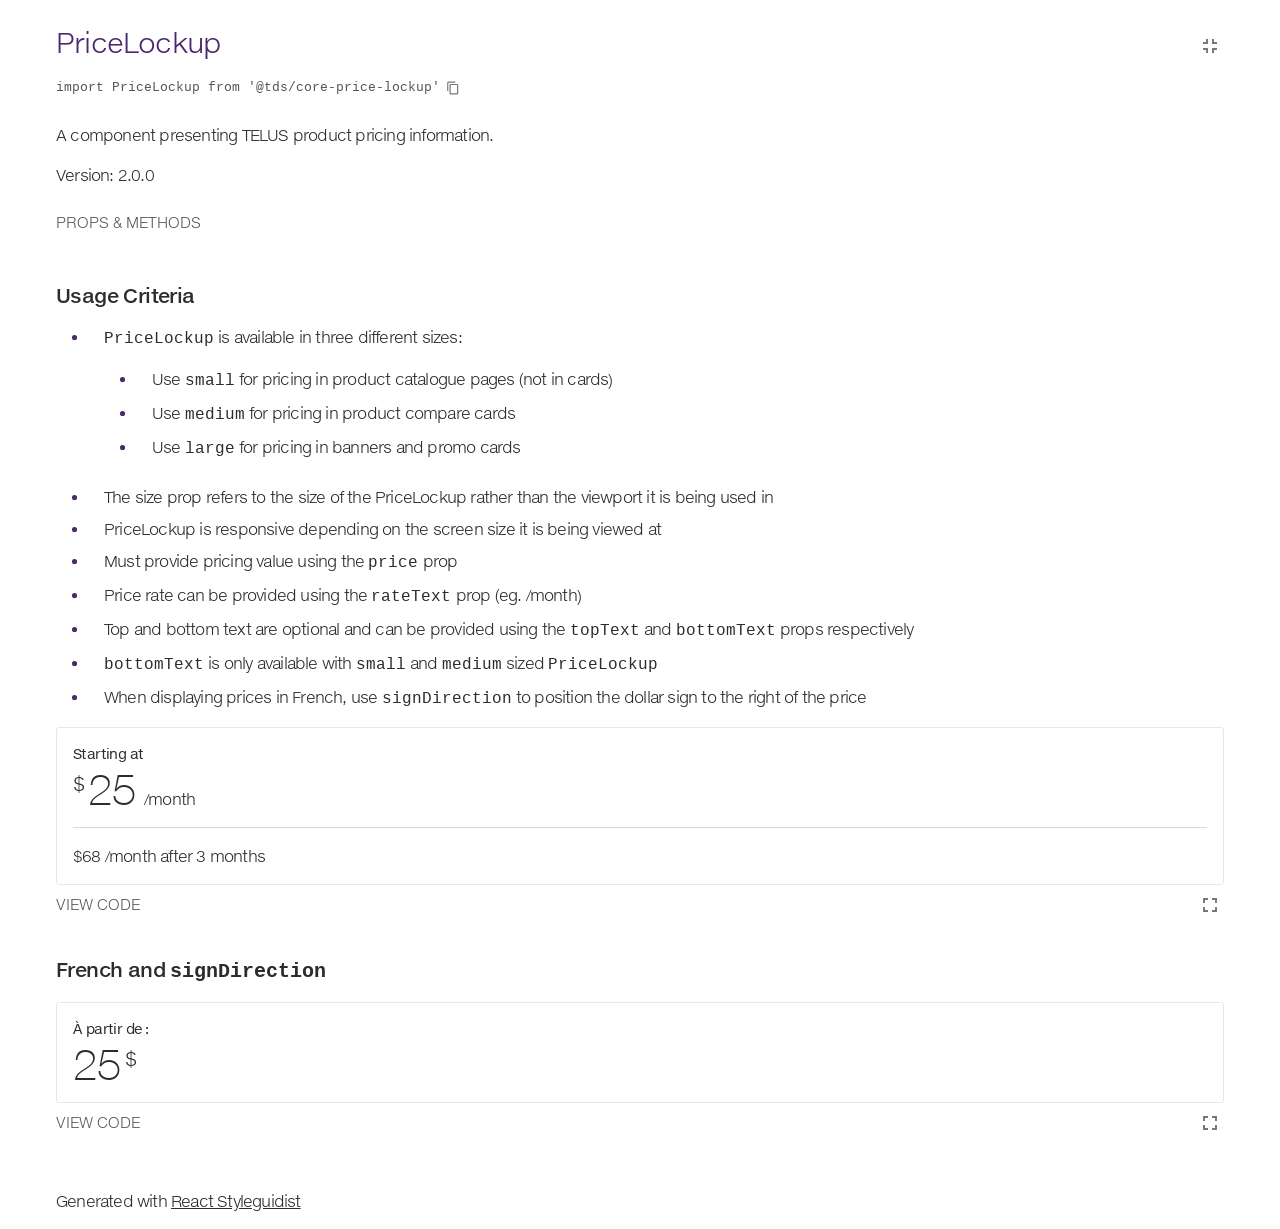 PriceLockup
import PriceLockup from '@tds/core-price-lockup'
A component presenting TELUS product pricing information.
Version: 2.0.0
PROPS & METHODS
Usage Criteria
PriceLockup is available in three different sizes:
Use small for pricing in product catalogue pages (not in cards)
Use medium for pricing in product compare cards
Use large for pricing in banners and promo cards
The size prop refers to the size of the PriceLockup rather than the viewport it is being used in
PriceLockup is responsive depending on the screen size it is being viewed at
Must provide pricing value using the price prop
Price rate can be provided using the rateText prop (eg. /month)
Top and bottom text are optional and can be provided using the topText and bottomText props respectively
bottomText is only available with small and medium sized PriceLockup
When displaying prices in French, use signDirection to position the dollar sign to the right of the price
Starting at
$ 25 /month
$68 /month after 3 months
VIEW CODE
French and signDirection
À partir de :
25 $
VIEW CODE
Generated with React Styleguidist